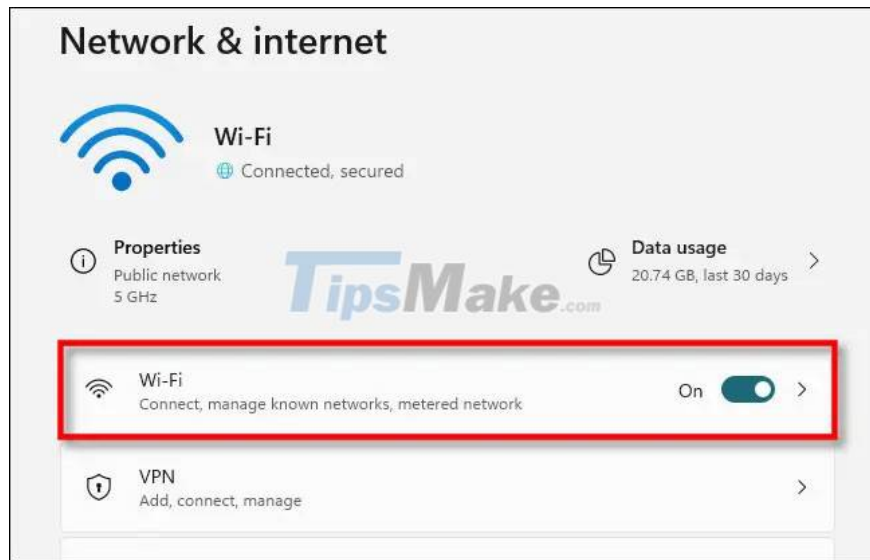 Network & internet
Wi-Fi
Connected, secured
Properties
Public network
5 GHz
Data usage
20.74 GB, last 30 days
TipsMake.com
Wi-Fi
Connect, manage known networks, metered network
On
VPN
Add, connect, manage